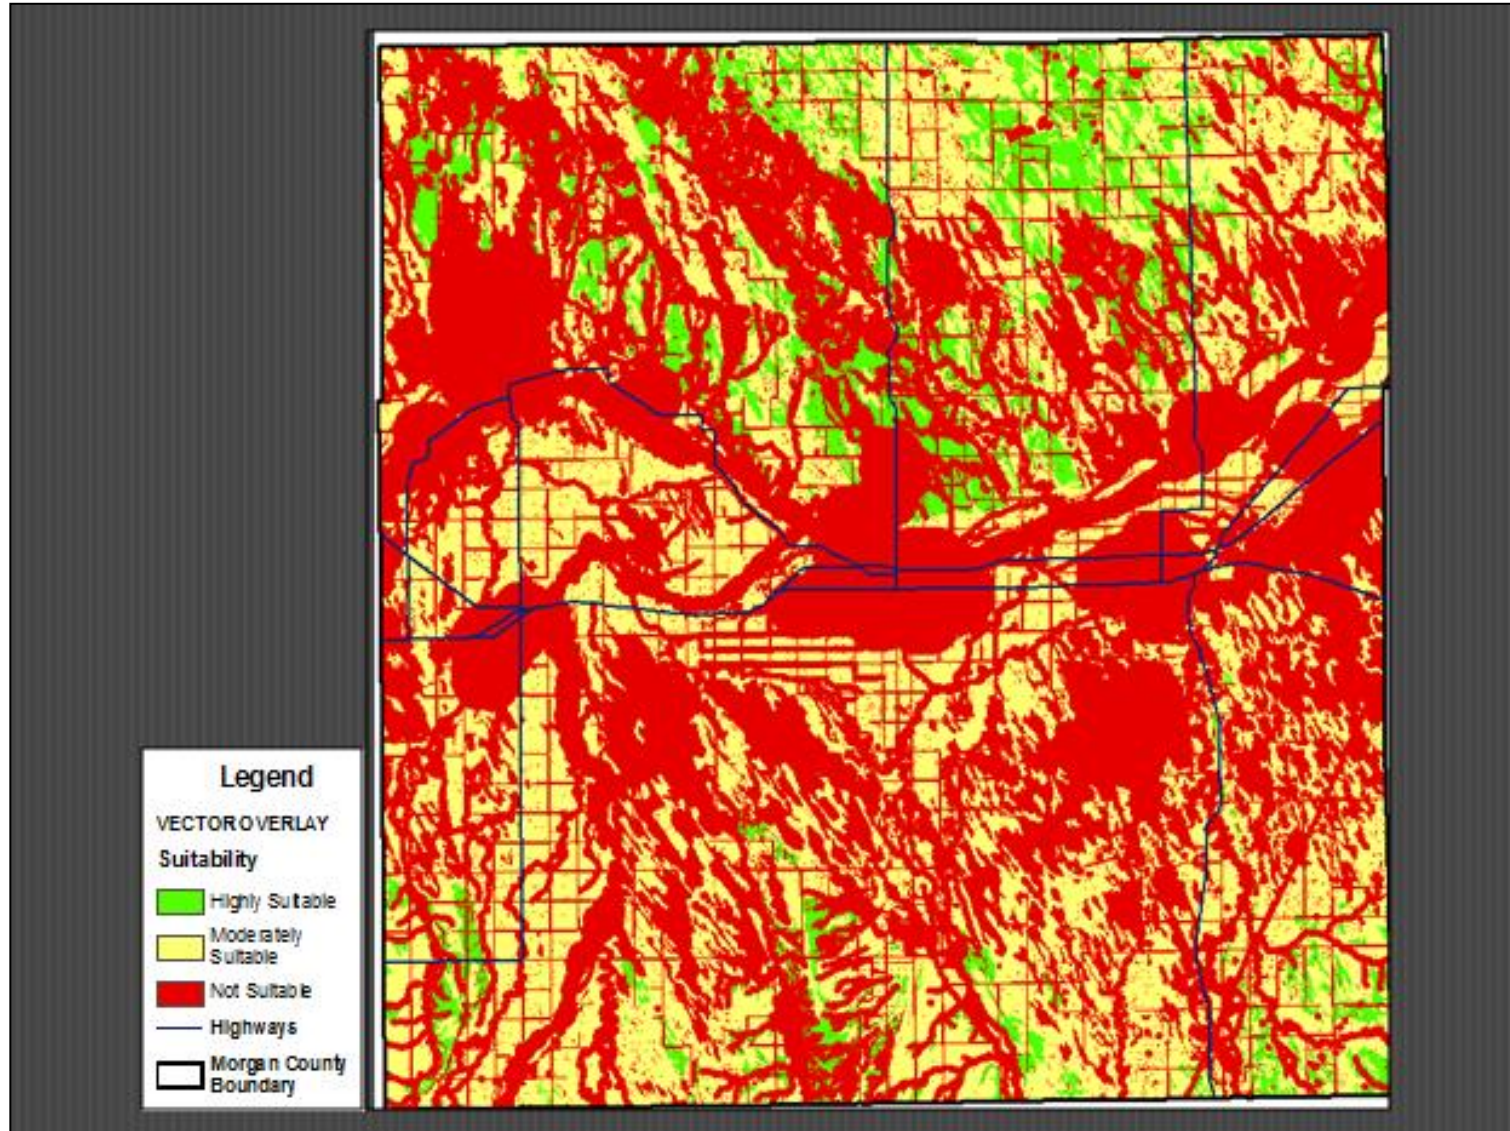 Legend
VECTOR OVERLAY
Suitability
Highly Suitable
Moderately
Suitable
Not Suitable
Highways
Morgan County
Boundary